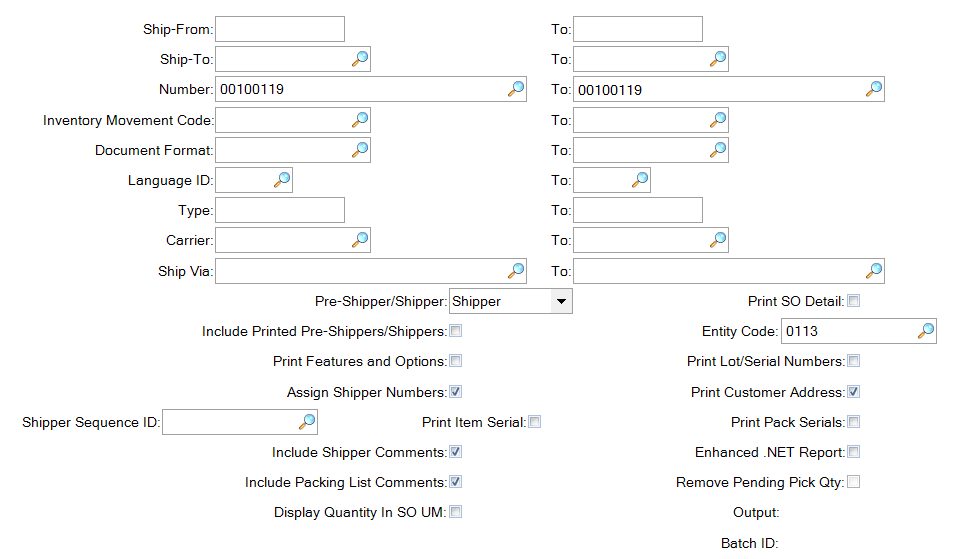 Ship-From: To:
Ship-To: To:
Number: 00100119 To: 00100119
Inventory Movement Code: To:
Document Format: To:
Language ID: To:
Type: To:
Carrier: To:
Ship Via: To:
Pre-Shipper/Shipper: Shipper Print SO Detail:
Include Printed Pre-Shippers/Shippers: Entity Code: 0113
Print Features and Options: Print Lot/Serial Numbers:
Assign Shipper Numbers: Print Customer Address:
Shipper Sequence ID: Print Item Serial: Print Pack Serials:
Include Shipper Comments: Enhanced .NET Report:
Include Packing List Comments: Remove Pending Pick Qty:
Display Quantity In SO UM: Output:
Batch ID: